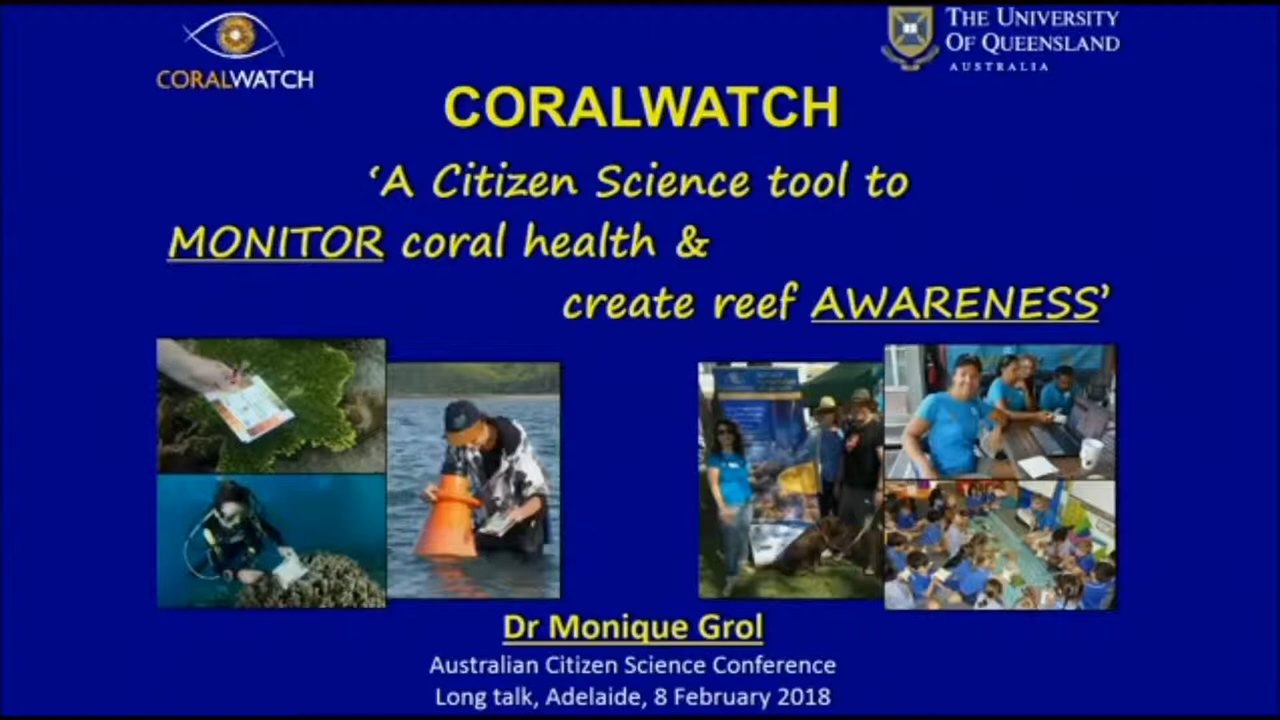 CORALWATCH
THE UNIVERSITY
OF QUEENSLAND
AUSTRALIA
CORALWATCH
‘A Citizen Science tool to
MONITOR coral health &
create reef AWARENESS’
Dr Monique Grol
Australian Citizen Science Conference
Long talk, Adelaide, 8 February 2018